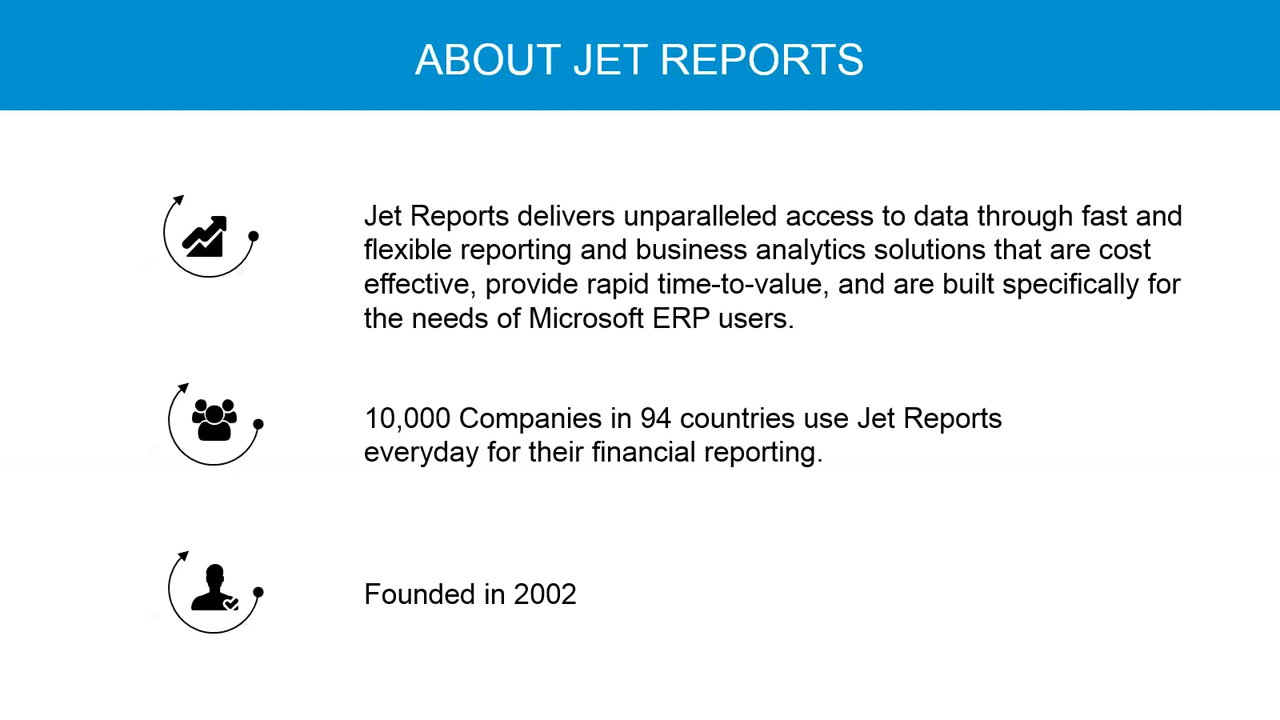 ABOUT JET REPORTS
Jet Reports delivers unparalleled access to data through fast and
flexible reporting and business analytics solutions that are cost
effective, provide rapid time-to-value, and are built specifically for
the needs of Microsoft ERP users.
10,000 Companies in 94 countries use Jet Reports
everyday for their financial reporting.
Founded in 2002